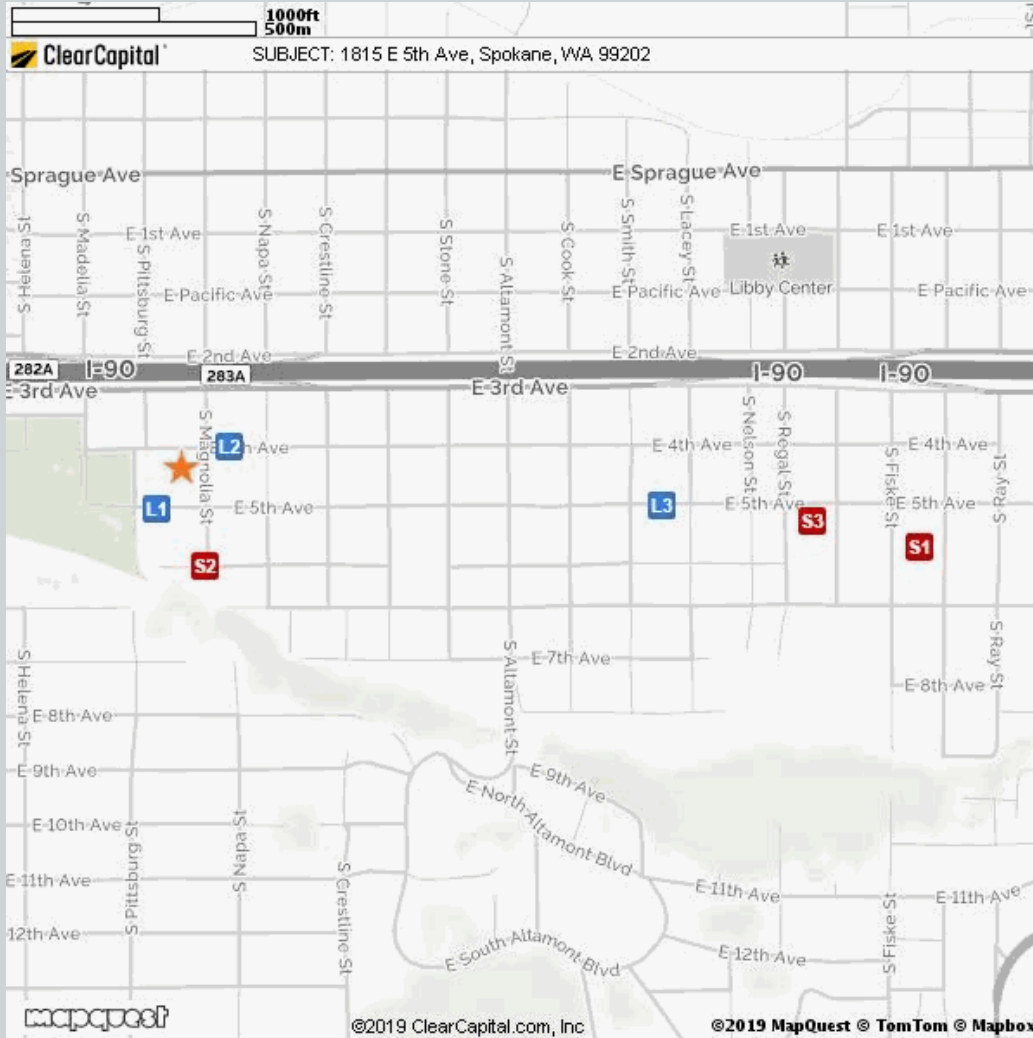 1000ft
500m
ClearCapital SUBJECT: 1815 E 5th Ave, Spokane, WA 99202
Sprague Ave
E Sprague Ave
S Helena St
S Madelia St
S Pittsburg St
S Napa St
S Crestline St
S Stone St
S Altamont St
S Cook St
S Smith St
S Lacey St
E 1st Ave
E 1st Ave
E 1st Ave
E Pacific Ave
E Pacific Ave
Libby Center
E Pacific Ave
E 2nd Ave
E 2nd Ave
282A
I-90
283A
I-90
I-90
E 3rd Ave
E 3rd Ave
S Magnolia St
L2
h Ave
E 4th Ave
E 4th Ave
S Nelson St
S Regal St
S Fiske St
S Ray St
L1
E 5th Ave
L3
E 5th Ave
S3
E 5th Ave
S1
S2
S Helena St
S Altamont St
E 7th Ave
S Ray St
E 8th Ave
E 8th Ave
E 9th Ave
E 9th Ave
E North Altamont Blvd
E 10th Ave
S Pittsburg St
S Napa St
S Crestline St
E 11th Ave
E 11th Ave
E 11th Ave
12th Ave
E South Altamont Blvd
E 12th Ave
S Fiske St
mapquest
©2019 ClearCapital.com, Inc
©2019 MapQuest © TomTom © Mapbox